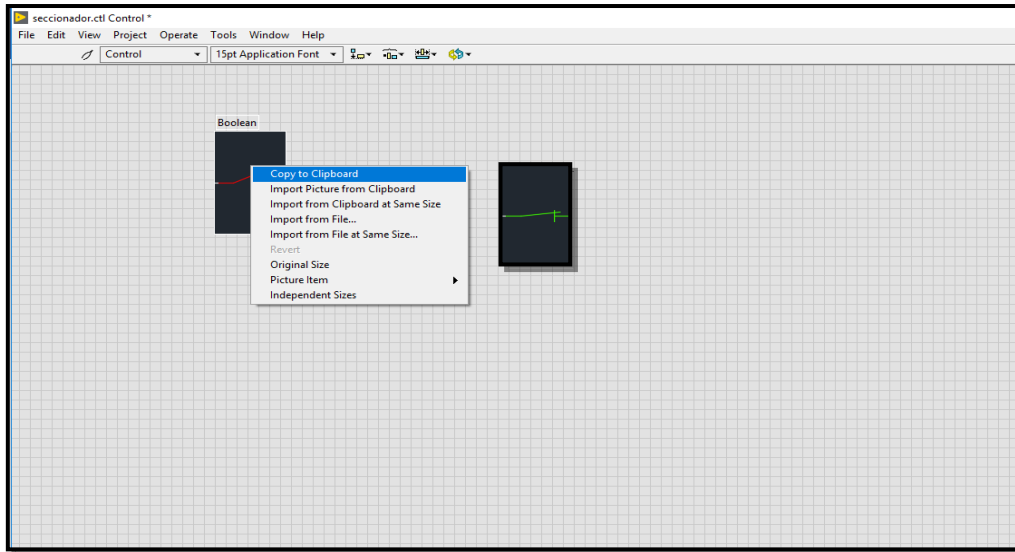 seccionador.ctl Control *
File Edit View Project Operate Tools Window Help
Control 15pt Application Font
Boolean
Copy to Clipboard
Import Picture from Clipboard
Import from Clipboard at Same Size
Import from File...
Import from File at Same Size...
Revert
Original Size
Picture Item
Independent Sizes